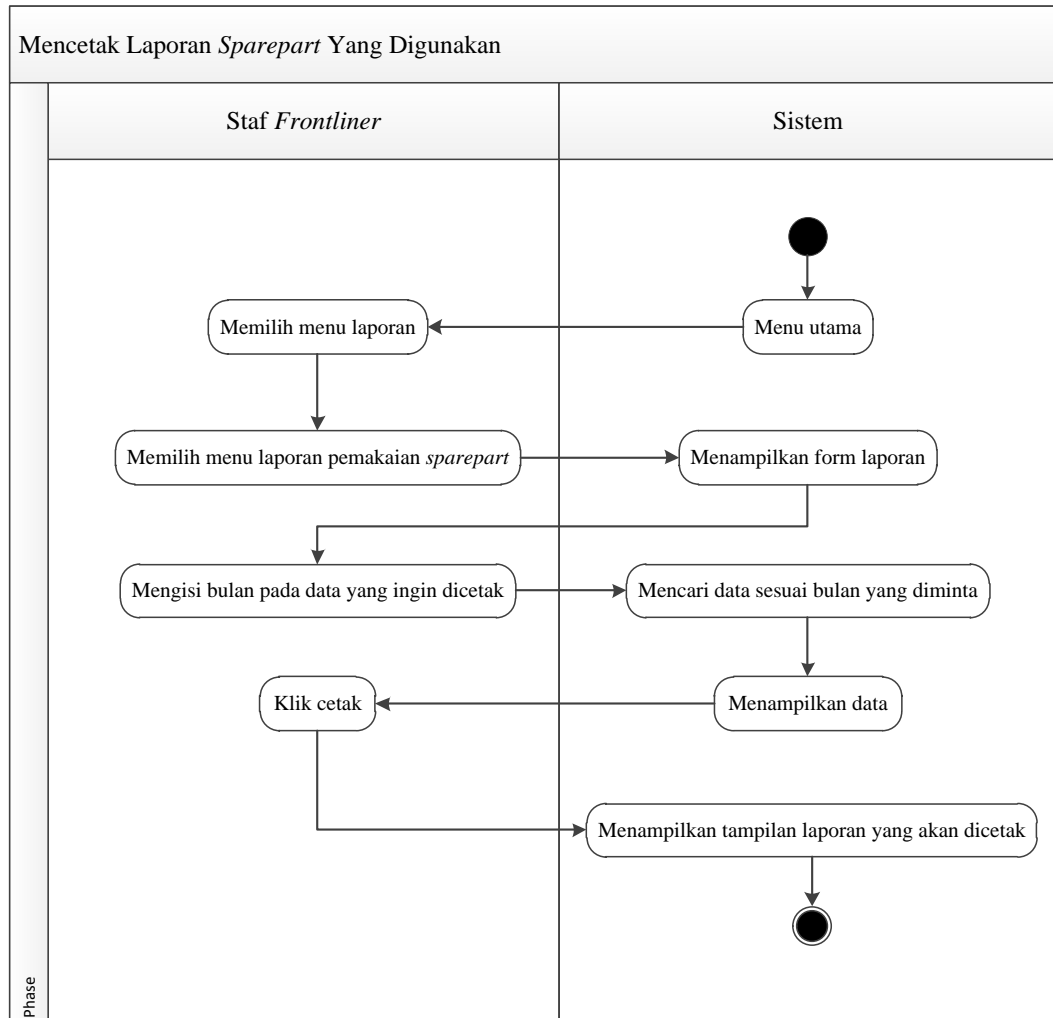 Mencetak Laporan Sparepart Yang Digunakan
Staf Frontliner
Sistem
Menu utama
Memilih menu laporan
Memilih menu laporan pemakaian sparepart
Menampilkan form laporan
Mengisi bulan pada data yang ingin dicetak
Mencari data sesuai bulan yang diminta
Menampilkan data
Klik cetak
Menampilkan tampilan laporan yang akan dicetak
Phase